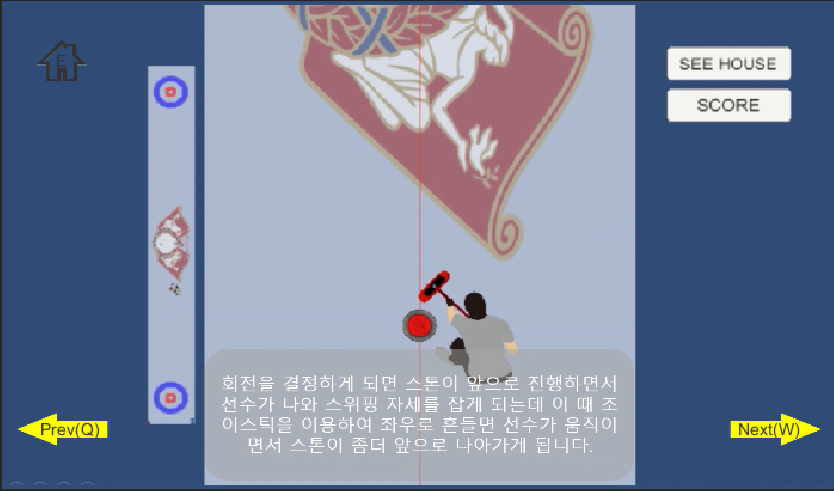 E
SEE HOUSE
SCORE
회전을 결정하게 되면 스톤이 앞으로 진행하면서
선수가 나와 스위핑 자세를 잡게 되는데 이 때 조
이스틱을 이용하여 좌우로 흔들면 선수가 움직이
면서 스톤이 좀더 앞으로 나아가게 됩니다.
Prev(Q)
Next(W)